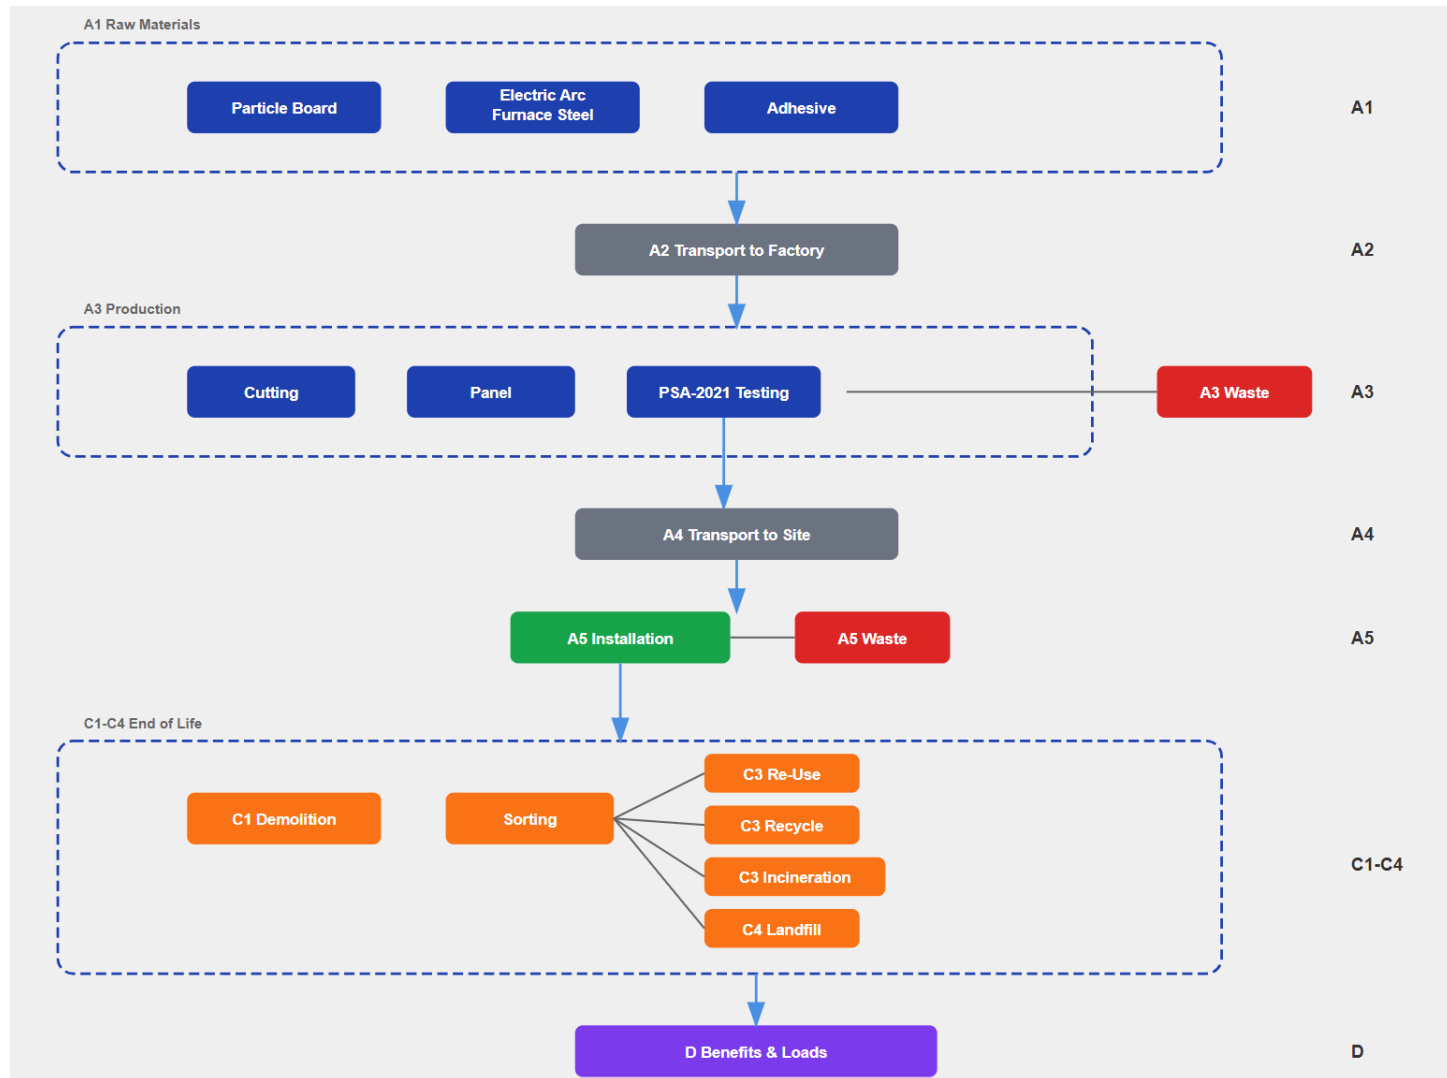 A1 Raw Materials
Particle Board
Electric Arc
Furnace Steel
Adhesive
A1
A2 Transport to Factory
A2
A3 Production
Cutting
Panel
PSA-2021 Testing
A3 Waste
A3
A4 Transport to Site
A4
A5 Installation
A5 Waste
A5
C1-C4 End of Life
C1 Demolition
Sorting
C3 Re-Use
C3 Recycle
C3 Incineration
C4 Landfill
C1-C4
D Benefits & Loads
D